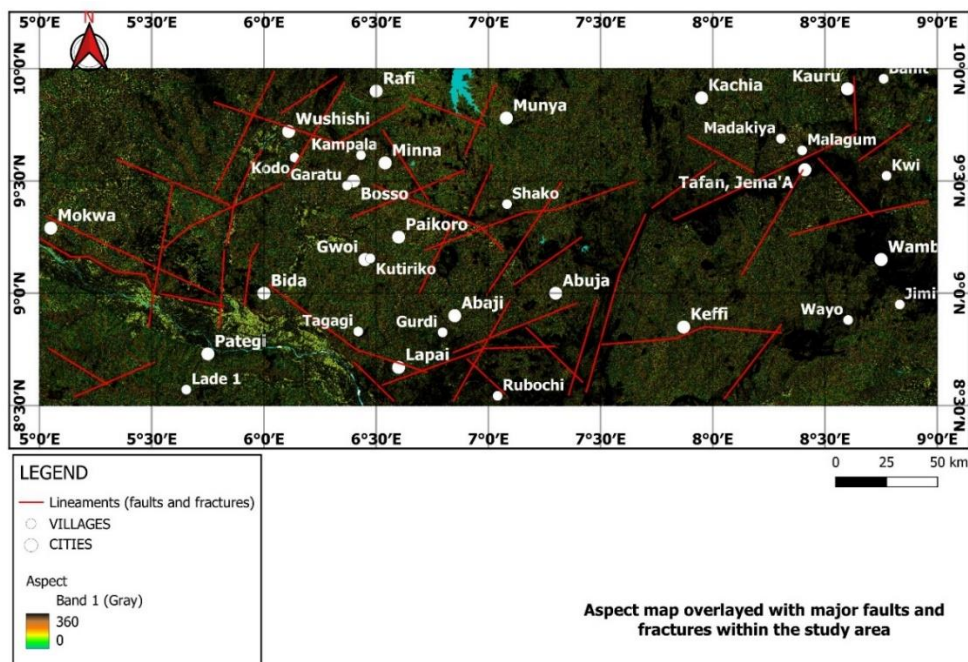 N
5°0'E 5°30'E 6°0'E 6°30'E 7°0'E 7°30'E 8°0'E 8°30'E 9°0'E
10°0'N 10°0'N
Rafi
Kachia
Kauru
Munya
Wushishi
Madakiya
Malagum
Kampala
Minna
Kodo
Garatu
Kwi
9°30'N 9°30'N
Bosso
Tafan, Jema'A
Shako
Mokwa
Paikoro
Gwoi
Kutiriko
Wamb
Bida
Abuja
9°0'N 9°0'N
Jimi
Abaji
Tagagi
Gurdi
Keffi
Wayo
Pategi
Lapai
Lade 1
Rubochi
8°30'N 8°30'N
5°0'E 5°30'E 6°0'E 6°30'E 7°0'E 7°30'E 8°0'E 8°30'E 9°0'E
0 25 50 km
LEGEND
Lineaments (faults and fractures)
VILLAGES
CITIES
Aspect
Band 1 (Gray)
360
0
Aspect map overlayed with major faults and
fractures within the study area